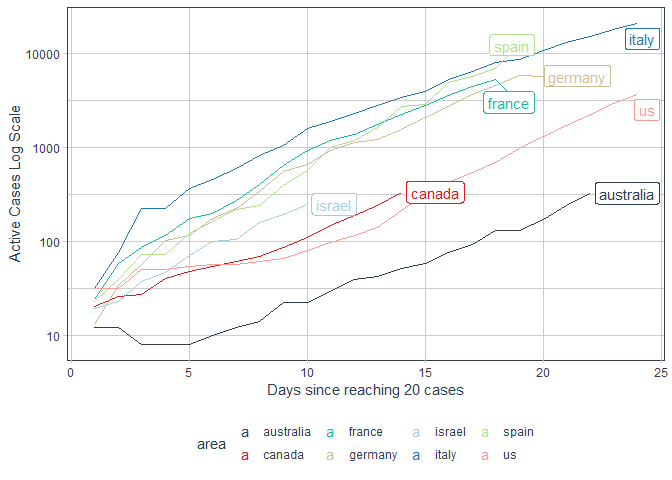 Active Cases Log Scale
10000
1000
100
10
spain
italy
germany
france
us
canada
israel
australia
0 5 10 15 20 25
Days since reaching 20 cases
area
a australia a france a israel a spain
a canada a germany a italy a us